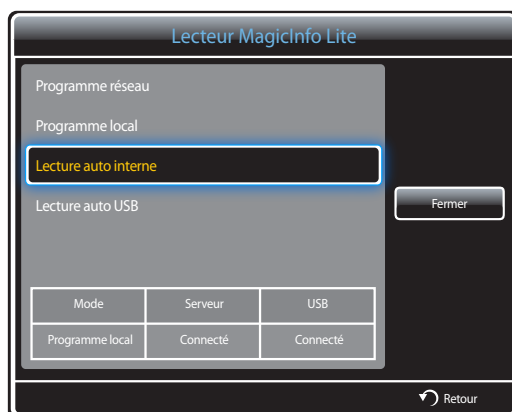 Lecteur MagicInfo Lite
Programme réseau
Programme local
Lecture auto interne
Lecture auto USB
Fermer
Mode Serveur USB
Programme local Connecté Connecté
Retour